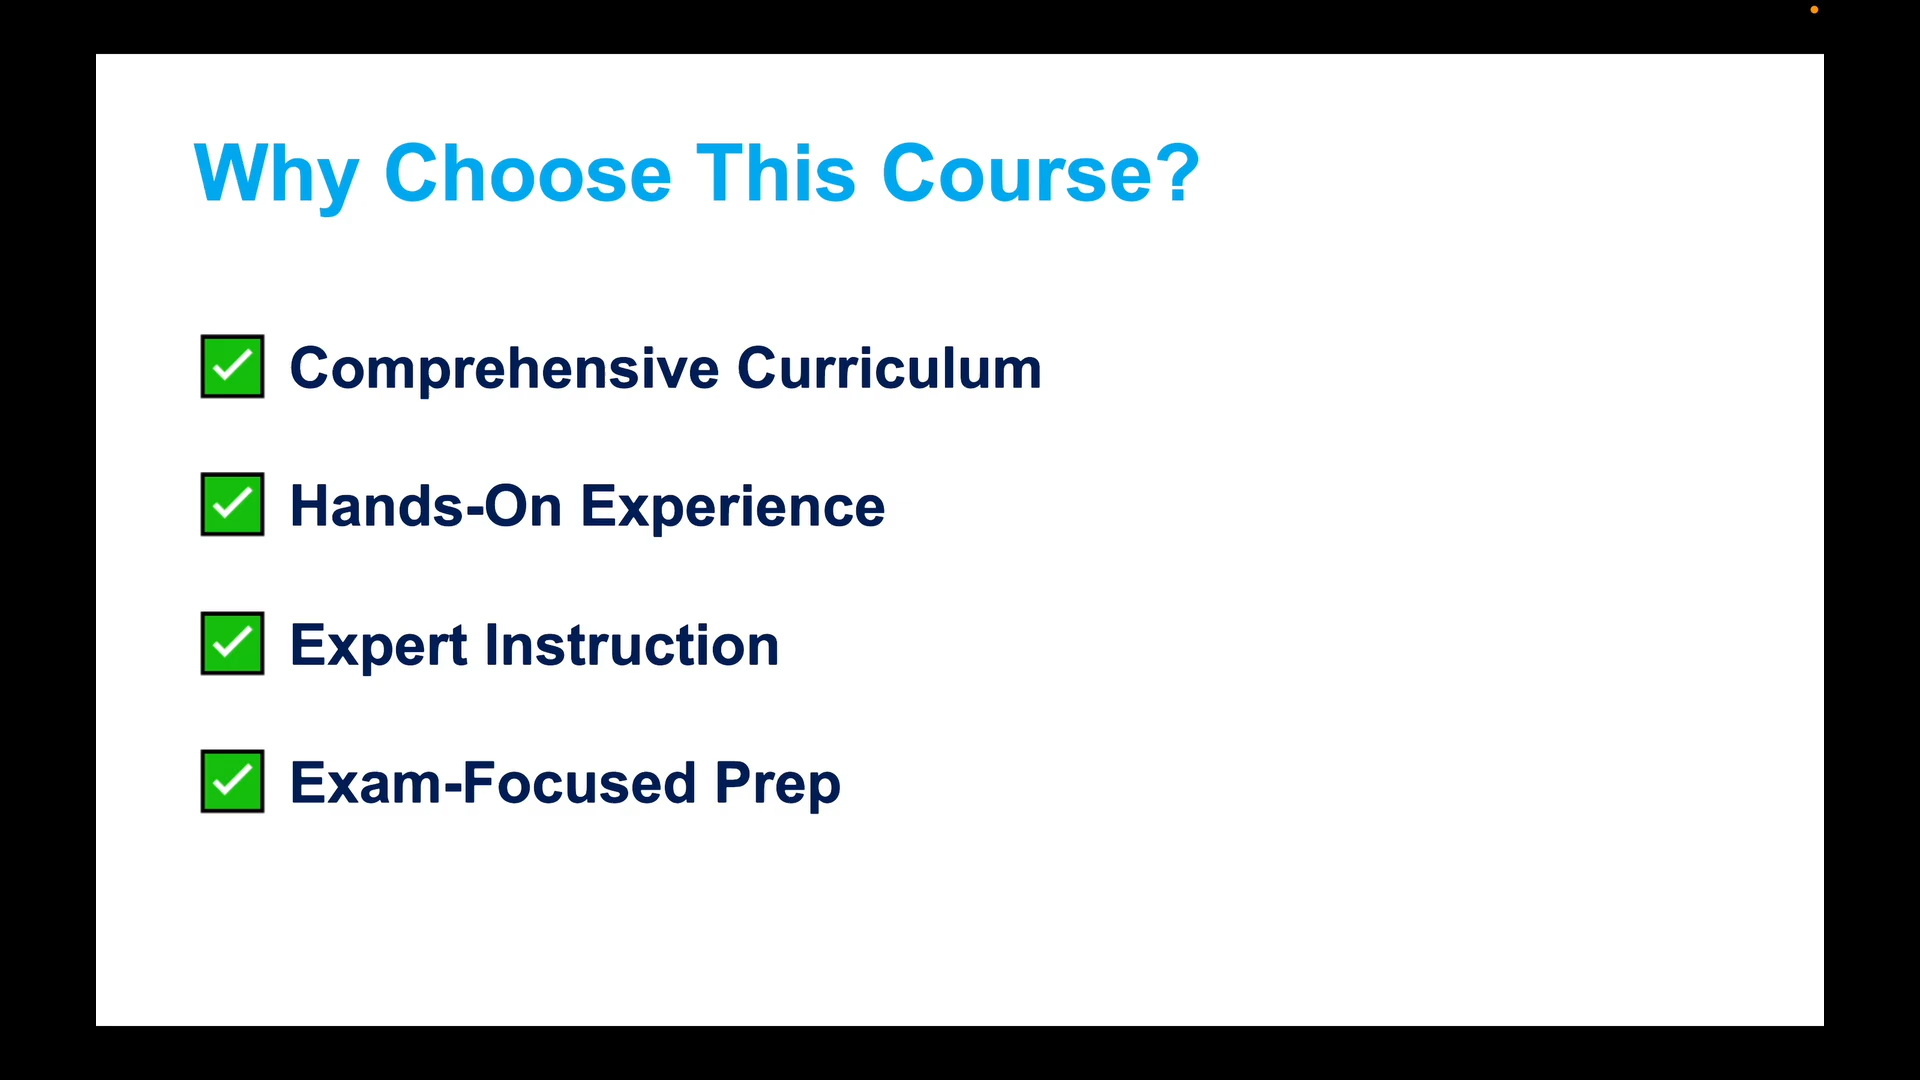 Why Choose This Course?
Comprehensive Curriculum
Hands-On Experience
Expert Instruction
Exam-Focused Prep